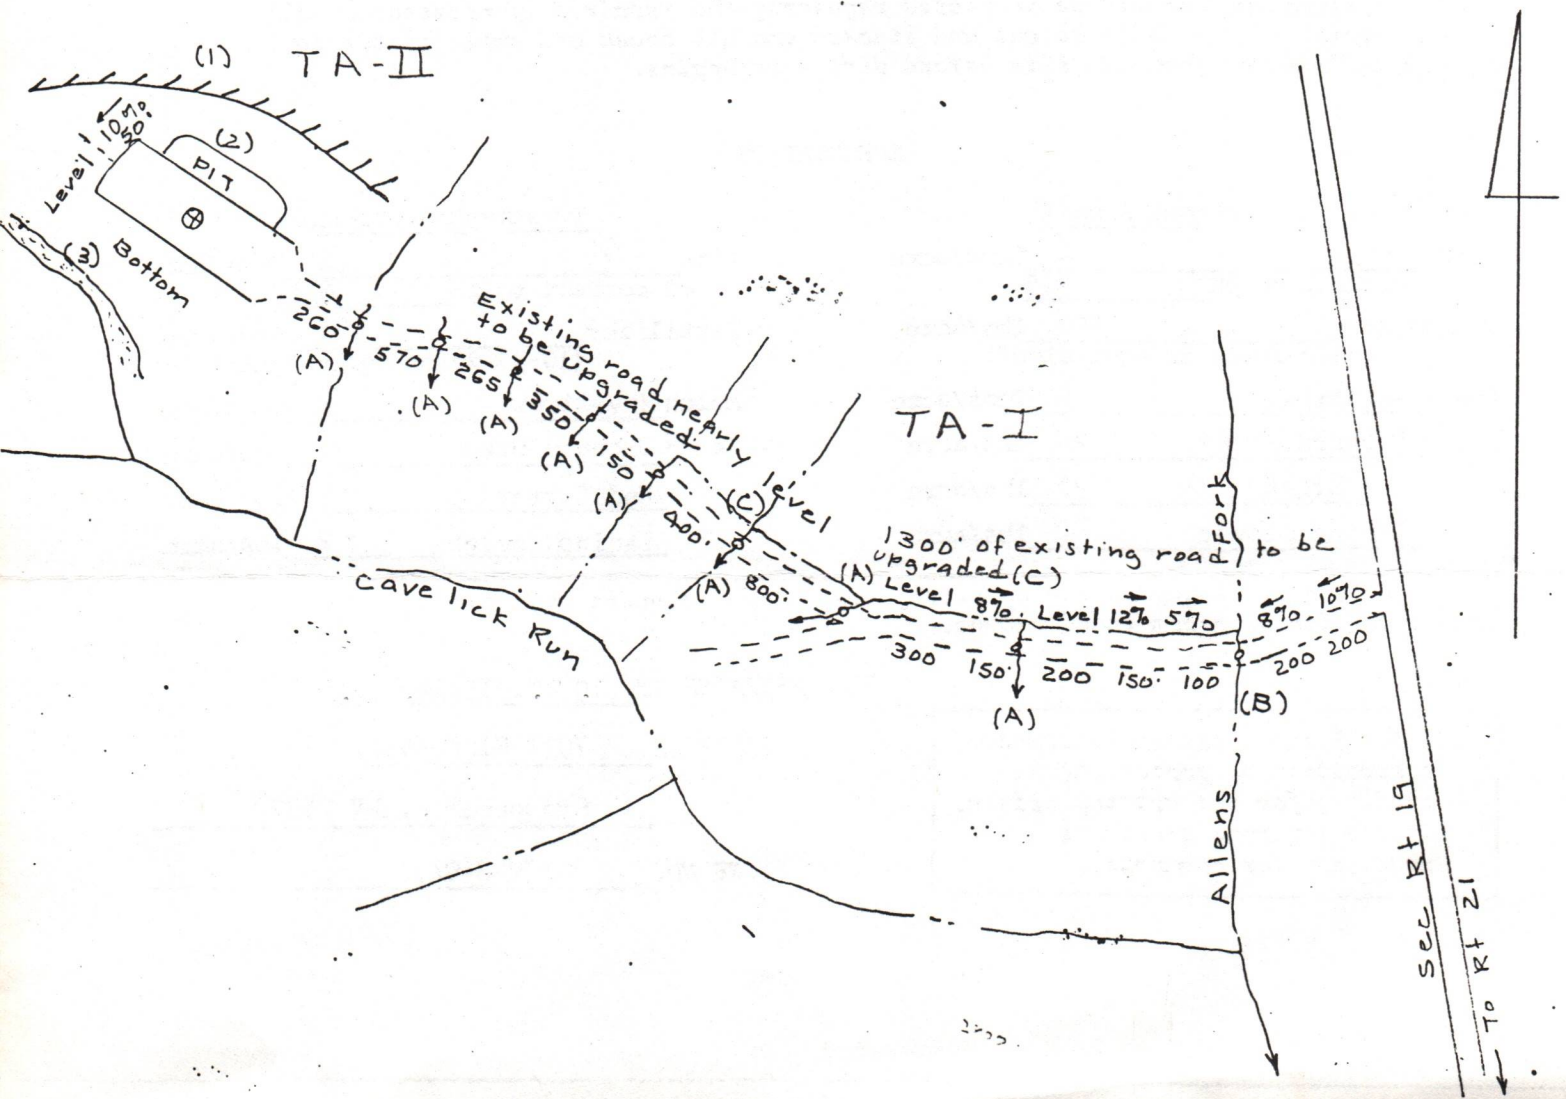 (1)
TA-II
10%
50
Level
(2)
PIT
(3)
Bottom
260
(A)
570
(A)
265
(A)
350
(A)
150
(A)
400'
(A)
800'
Existing road nearly level
to be upgraded
(C)
TA-I
1300' of existing road to be
upgraded (C)
(A)
Level 8% Level 12% 5% 8% 10%
300 150' 200 150' 100 200 200
(A)
(B)
Cave lick Run
Allens Fork
Sec Rt 19
To Rt 21